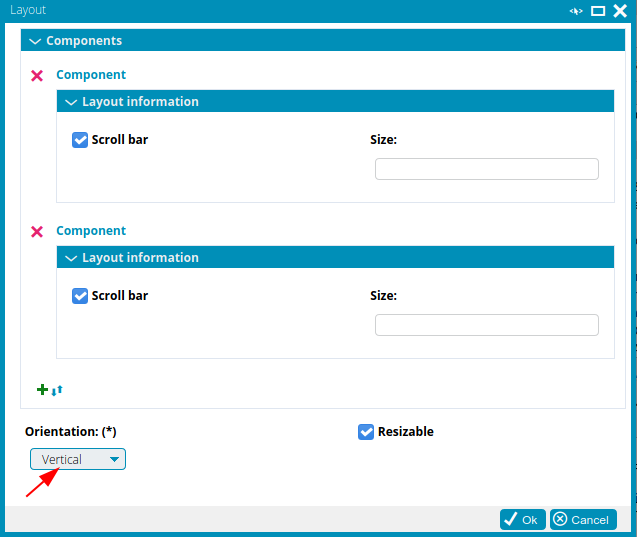 Layout
Components
Component
Layout information
Scroll bar
Size:
Component
Layout information
Scroll bar
Size:
Orientation: (*)
Resizable
Vertical
Ok
Cancel